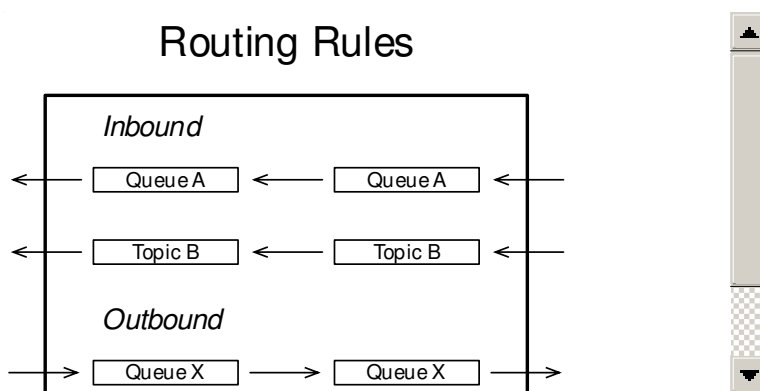 Routing Rules
Inbound
Queue A Queue A
Topic B Topic B
Outbound
Queue X Queue X